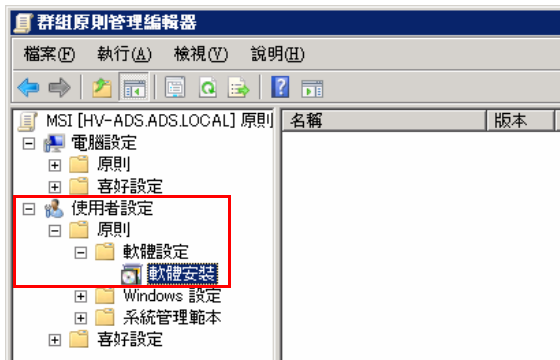 群組原則管理編輯器
檔案(F) 執行(A) 檢視(V) 說明(H)
MSI [HV-ADS.ADS.LOCAL] 原則
名稱 版本
電腦設定
原則
喜好設定
使用者設定
原則
軟體設定
軟體安裝
Windows 設定
系統管理範本
喜好設定